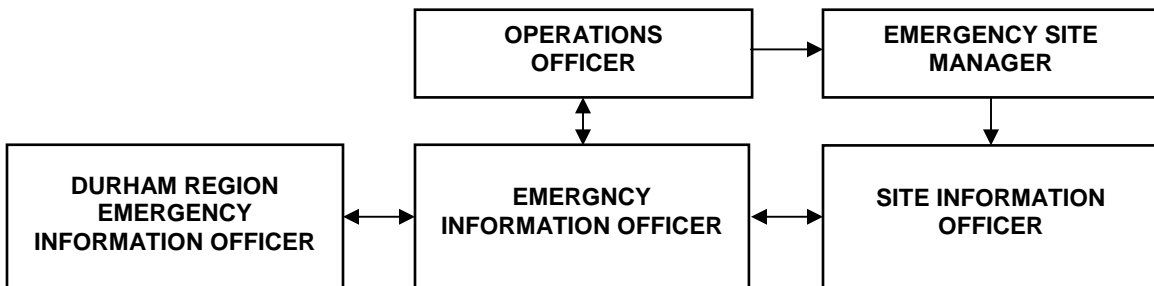 OPERATIONS
OFFICER
EMERGENCY SITE
MANAGER
DURHAM REGION
EMERGENCY
INFORMATION OFFICER
EMERGNCY
INFORMATION OFFICER
SITE INFORMATION
OFFICER